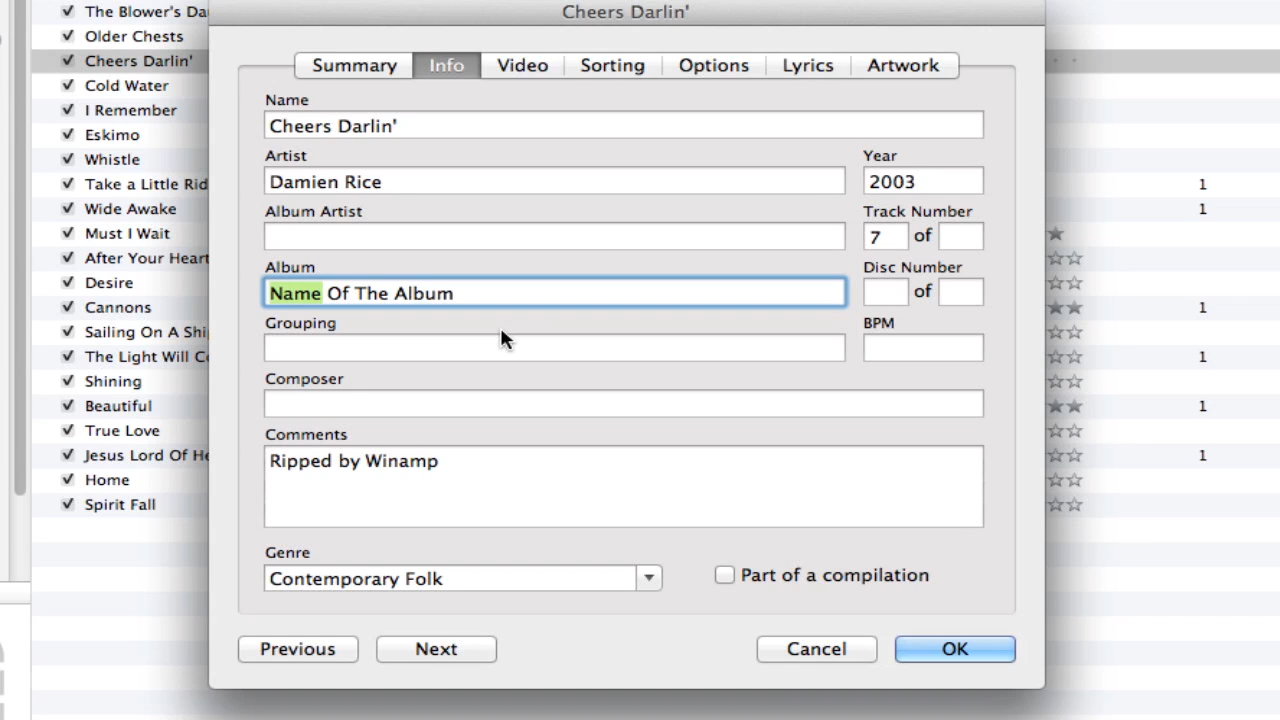 Cheers Darlin'
The Blower's Da
Older Chests
Cheers Darlin'
Cold Water
I Remember
Eskimo
Whistle
Take a Little Rid
1
Wide Awake
1
Must I Wait
After Your Heart
Desire
Cannons
1
Sailing On A Shi
The Light Will Co
1
Shining
Beautiful
1
True Love
Jesus Lord Of He
1
Home
Spirit Fall
Summary
Info
Video
Sorting
Options
Lyrics
Artwork
Name
Cheers Darlin'
Artist
Year
Damien Rice
2003
Album Artist
Track Number
7 of
Album
Disc Number
Name Of The Album
of
Grouping
BPM
Composer
Comments
Ripped by Winamp
Genre
Contemporary Folk
Part of a compilation
Previous
Next
Cancel
OK